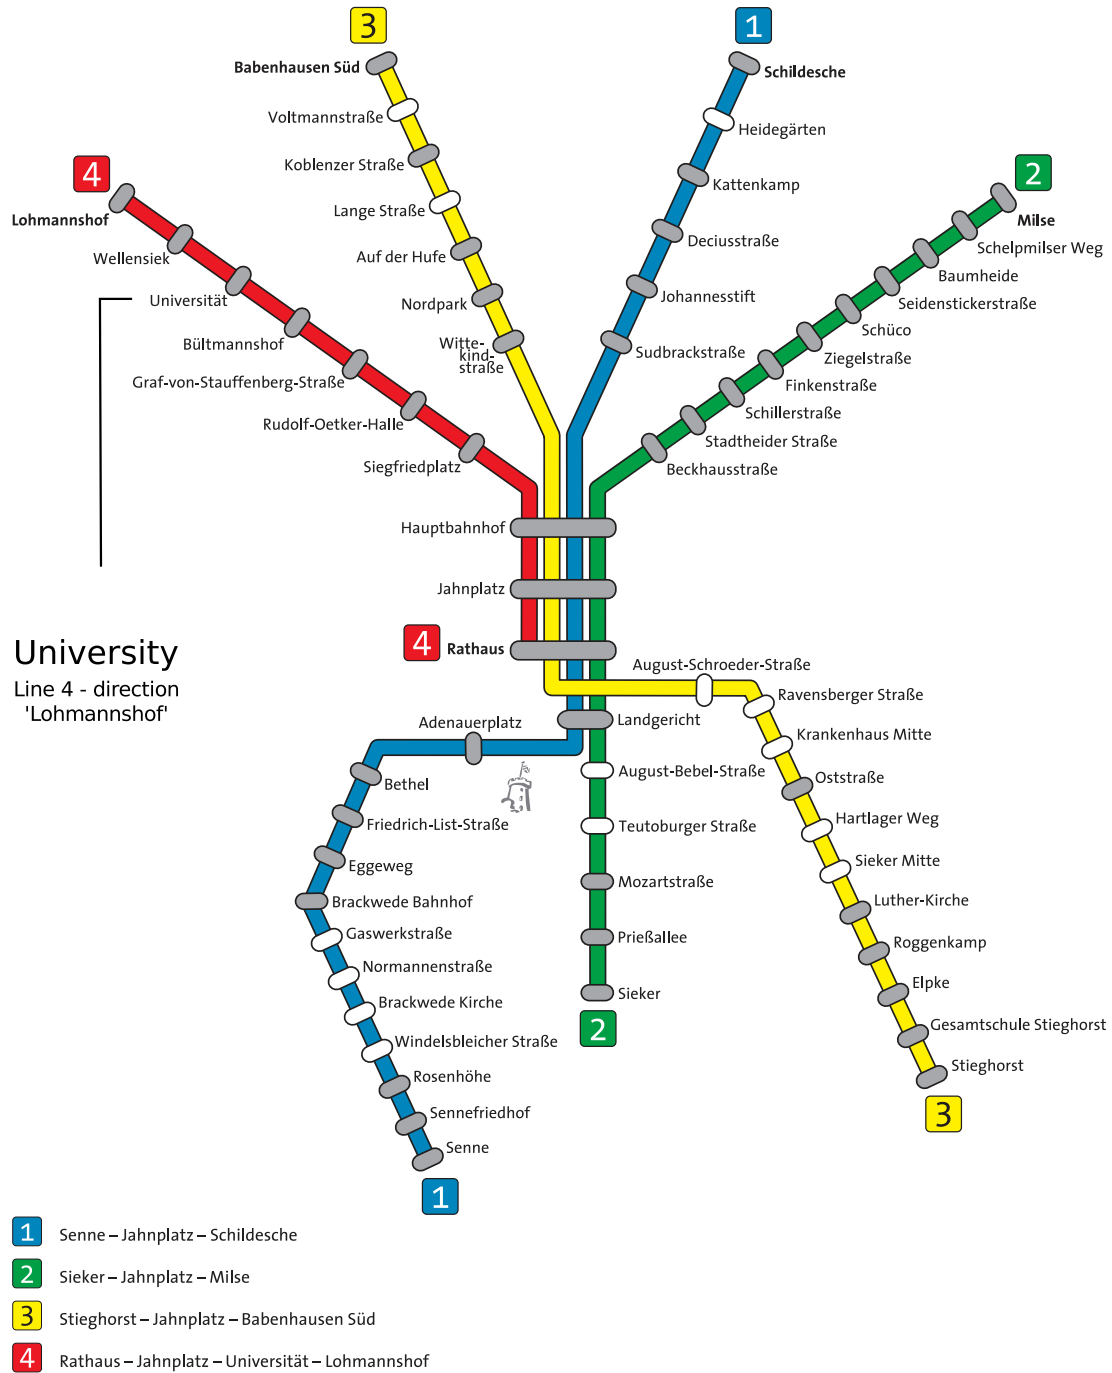 3
1
Babenhausen Süd
Schildesche
Voltmannstraße
Heidegärten
Koblenzer Straße
Kattenkamp
4
2
Lohmannshof
Lange Straße
Milse
Deciusstraße
Schelpmilser Weg
Wellensiek
Auf der Hufe
Baumheide
Universität
Nordpark
Johannesstift
Seidenstickerstraße
Bültmannshof
Witte-
kind-
straße
Sudbrackstraße
Schüco
Ziegelstraße
Graf-von-Stauffenberg-Straße
Finkenstraße
Rudolf-Oetker-Halle
Schillerstraße
Stadtheider Straße
Siegfriedplatz
Beckhausstraße
Hauptbahnhof
Jahnplatz
4
Rathaus
University
Line 4 - direction
'Lohmannshof'
August-Schroeder-Straße
Ravensberger Straße
Adenauerplatz
Landgericht
Krankenhaus Mitte
August-Bebel-Straße
Oststraße
Bethel
Friedrich-List-Straße
Teutoburger Straße
Hartlager Weg
Eggeweg
Sieker Mitte
Mozartstraße
Brackwede Bahnhof
Luther-Kirche
Gaswerkstraße
Prießallee
Roggenkamp
Normannenstraße
Sieker
Elpke
Brackwede Kirche
2
Gesamtschule Stieghorst
Windelsbleicher Straße
Stieghorst
Rosenhöhe
3
Sennefriedhof
Senne
1
1 Senne – Jahnplatz – Schildesche
2 Sieker – Jahnplatz – Milse
3 Stieghorst – Jahnplatz – Babenhausen Süd
4 Rathaus – Jahnplatz – Universität – Lohmannshof